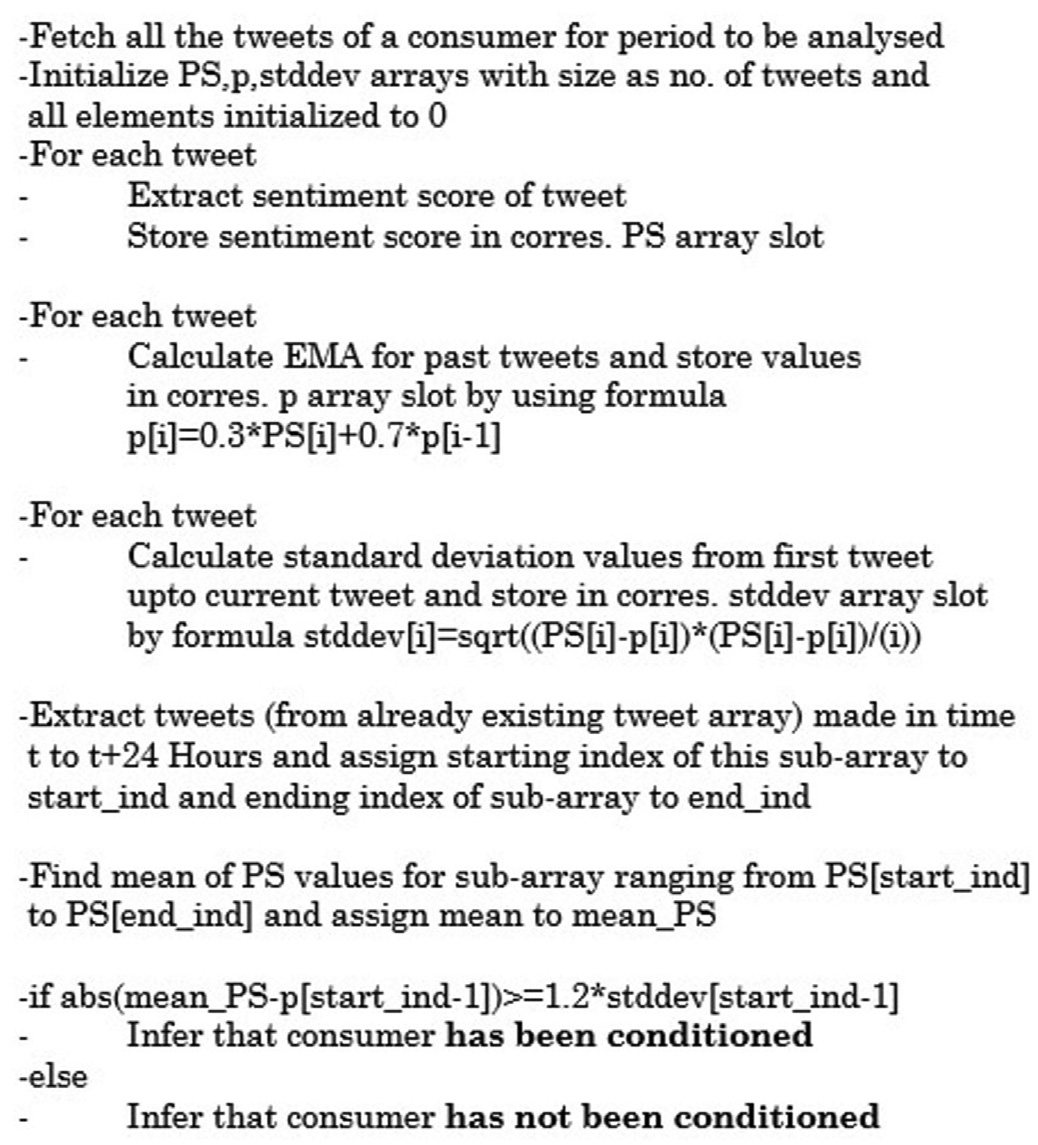 -Fetch all the tweets of a consumer for period to be analysed
-Initialize PS,p,stddev arrays with size as no. of tweets and
all elements initialized to 0
-For each tweet
- Extract sentiment score of tweet
- Store sentiment score in corres. PS array slot
-For each tweet
- Calculate EMA for past tweets and store values
in corres. p array slot by using formula
p[i]=0.3*PS[i]+0.7*p[i-1]
-For each tweet
- Calculate standard deviation values from first tweet
upto current tweet and store in corres. stddev array slot
by formula stddev[i]=sqrt((PS[i]-p[i])*(PS[i]-p[i])/(i))
-Extract tweets (from already existing tweet array) made in time
t to t+24 Hours and assign starting index of this sub-array to
start_ind and ending index of sub-array to end_ind
-Find mean of PS values for sub-array ranging from PS[start_ind]
to PS[end_ind] and assign mean to mean_PS
-if abs(mean_PS-p[start_ind-1])>=1.2*stddev[start_ind-1]
- Infer that consumer has been conditioned
-else
- Infer that consumer has not been conditioned